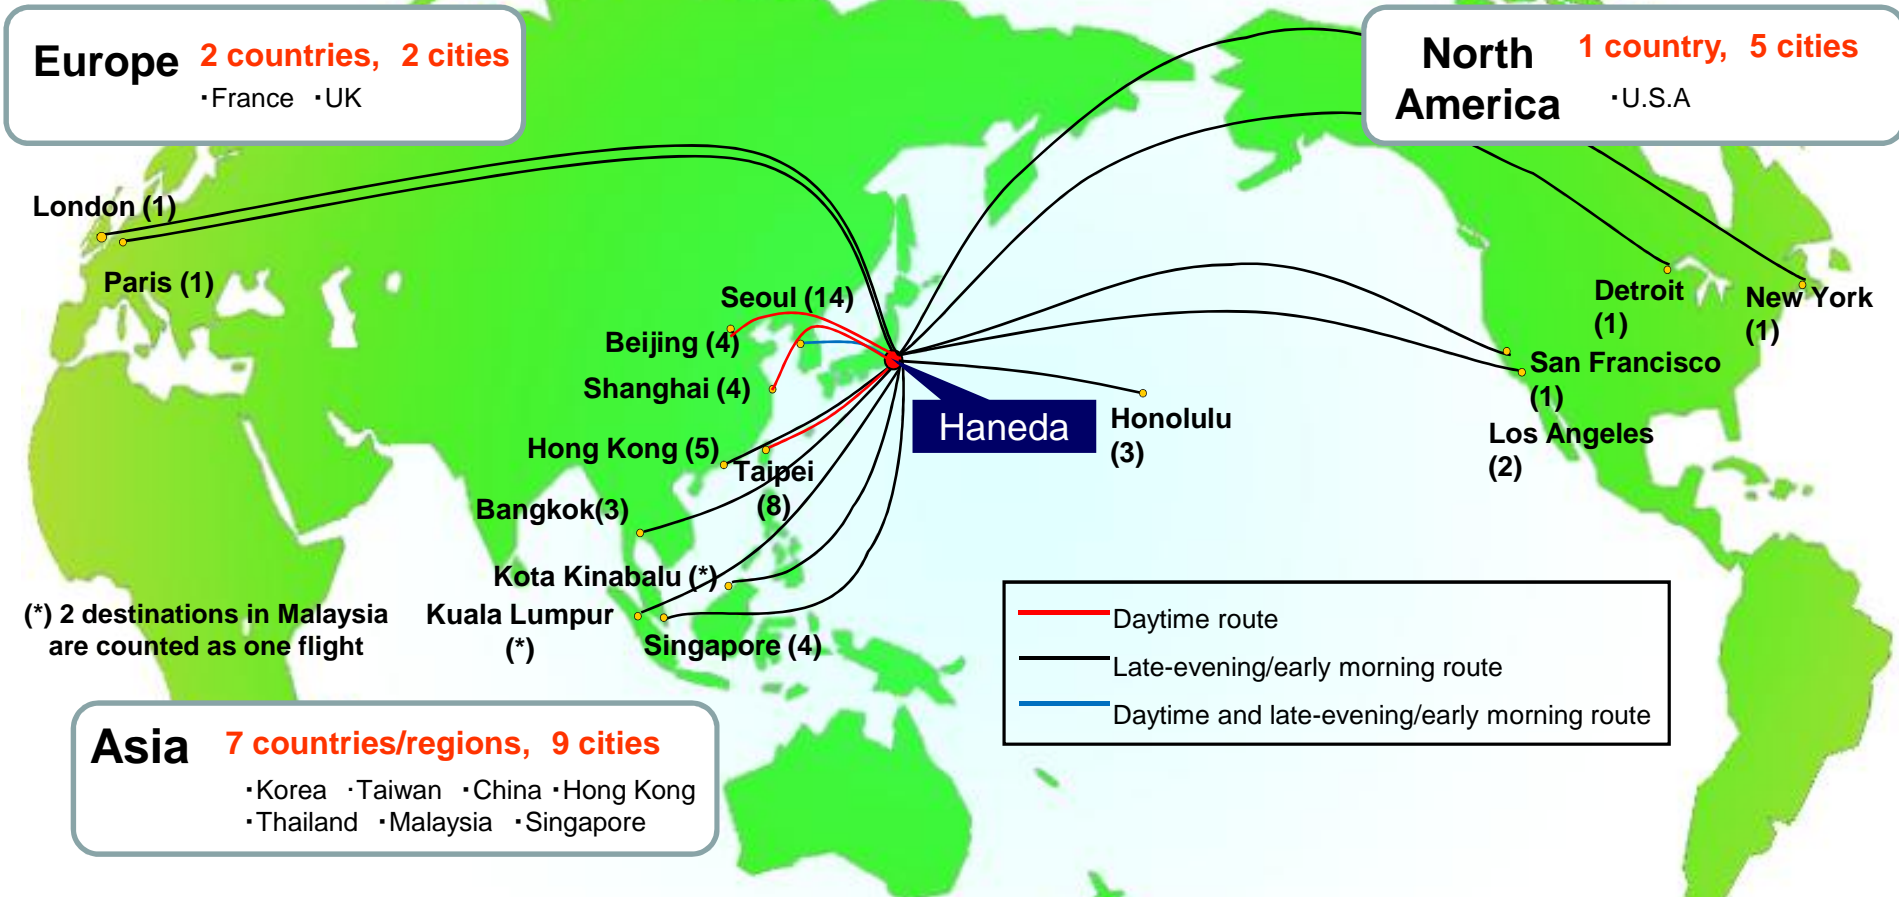 Europe 2 countries, 2 cities
・France ・UK
North America
1 country, 5 cities
・U.S.A
London (1)
Paris (1)
Seoul (14)
Beijing (4)
Shanghai (4)
Hong Kong (5)
Taipei
(8)
Bangkok(3)
Kota Kinabalu (*)
Kuala Lumpur
(*)
Singapore (4)
Haneda
Honolulu
(3)
Detroit
(1)
New York
(1)
San Francisco
(1)
Los Angeles
(2)
(*) 2 destinations in Malaysia
are counted as one flight
Daytime route
Late-evening/early morning route
Daytime and late-evening/early morning route
Asia 7 countries/regions, 9 cities
・Korea ・Taiwan ・China ・Hong Kong
・Thailand ・Malaysia ・Singapore